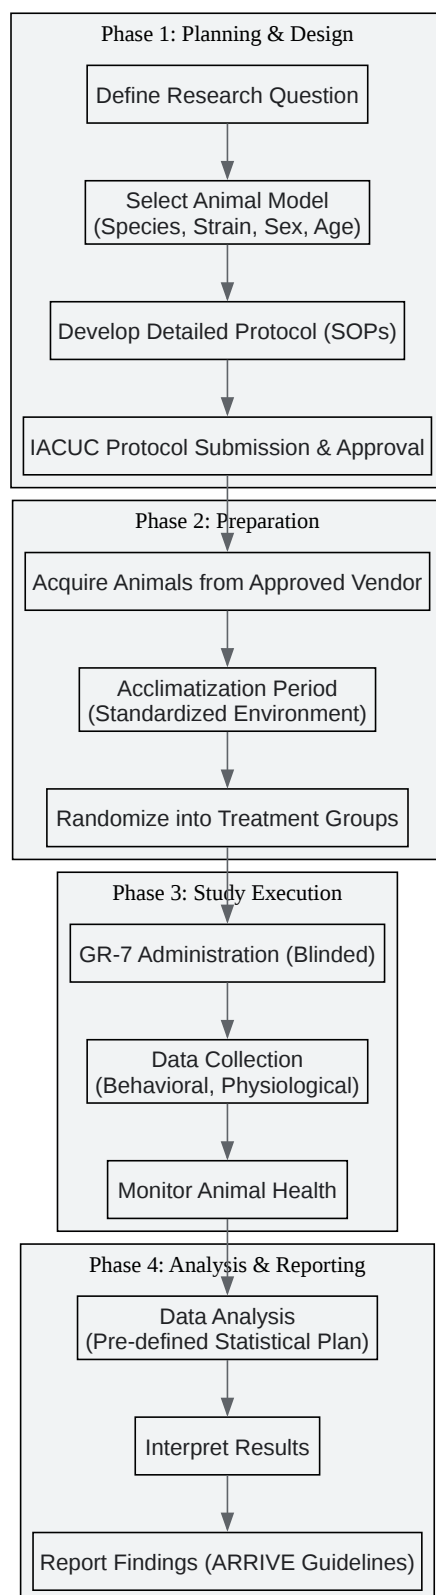 Phase 1: Planning & Design
Define Research Question
Select Animal Model
(Species, Strain, Sex, Age)
Develop Detailed Protocol (SOPs)
IACUC Protocol Submission & Approval
Phase 2: Preparation
Acquire Animals from Approved Vendor
Acclimatization Period
(Standardized Environment)
Randomize into Treatment Groups
Phase 3: Study Execution
GR-7 Administration (Blinded)
Data Collection
(Behavioral, Physiological)
Monitor Animal Health
Phase 4: Analysis & Reporting
Data Analysis
(Pre-defined Statistical Plan)
Interpret Results
Report Findings (ARRIVE Guidelines)